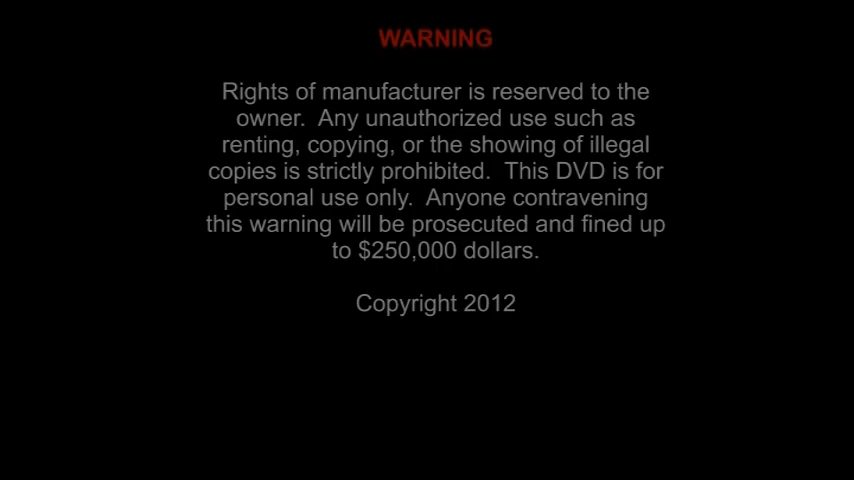 WARNING
Rights of manufacturer is reserved to the
owner.  Any unauthorized use such as
renting, copying, or the showing of illegal
copies is strictly prohibited.  This DVD is for
personal use only.  Anyone contravening
this warning will be prosecuted and fined up
to $250,000 dollars.
Copyright 2012